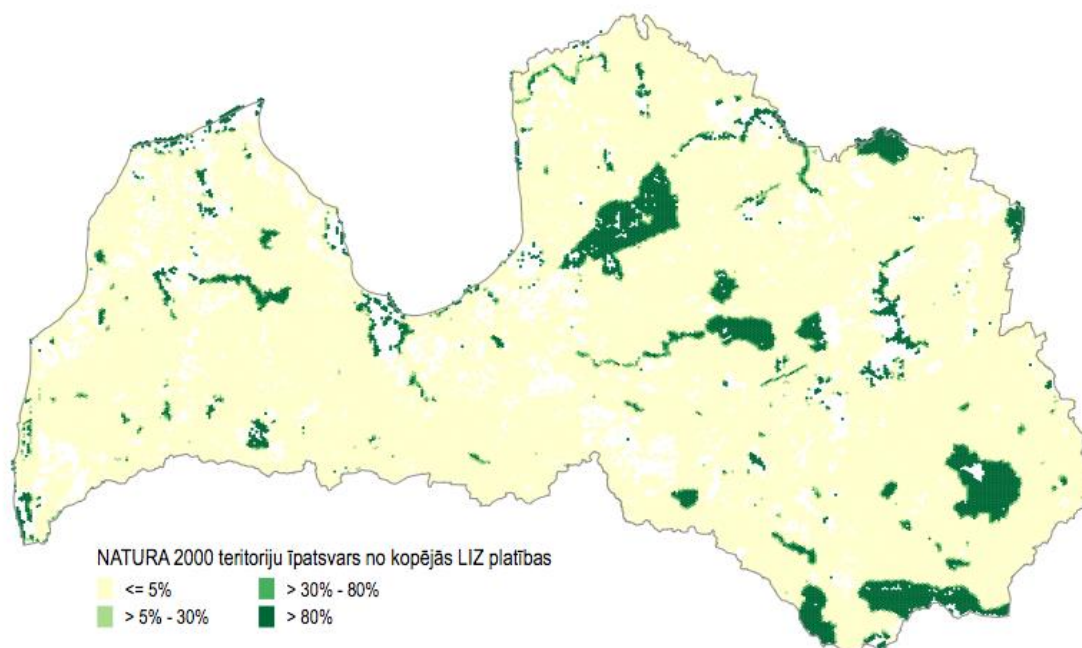 NATURA 2000 teritoriju īpatsvars no kopējās LIZ platības
<= 5%
> 30% - 80%
> 5% - 30%
> 80%